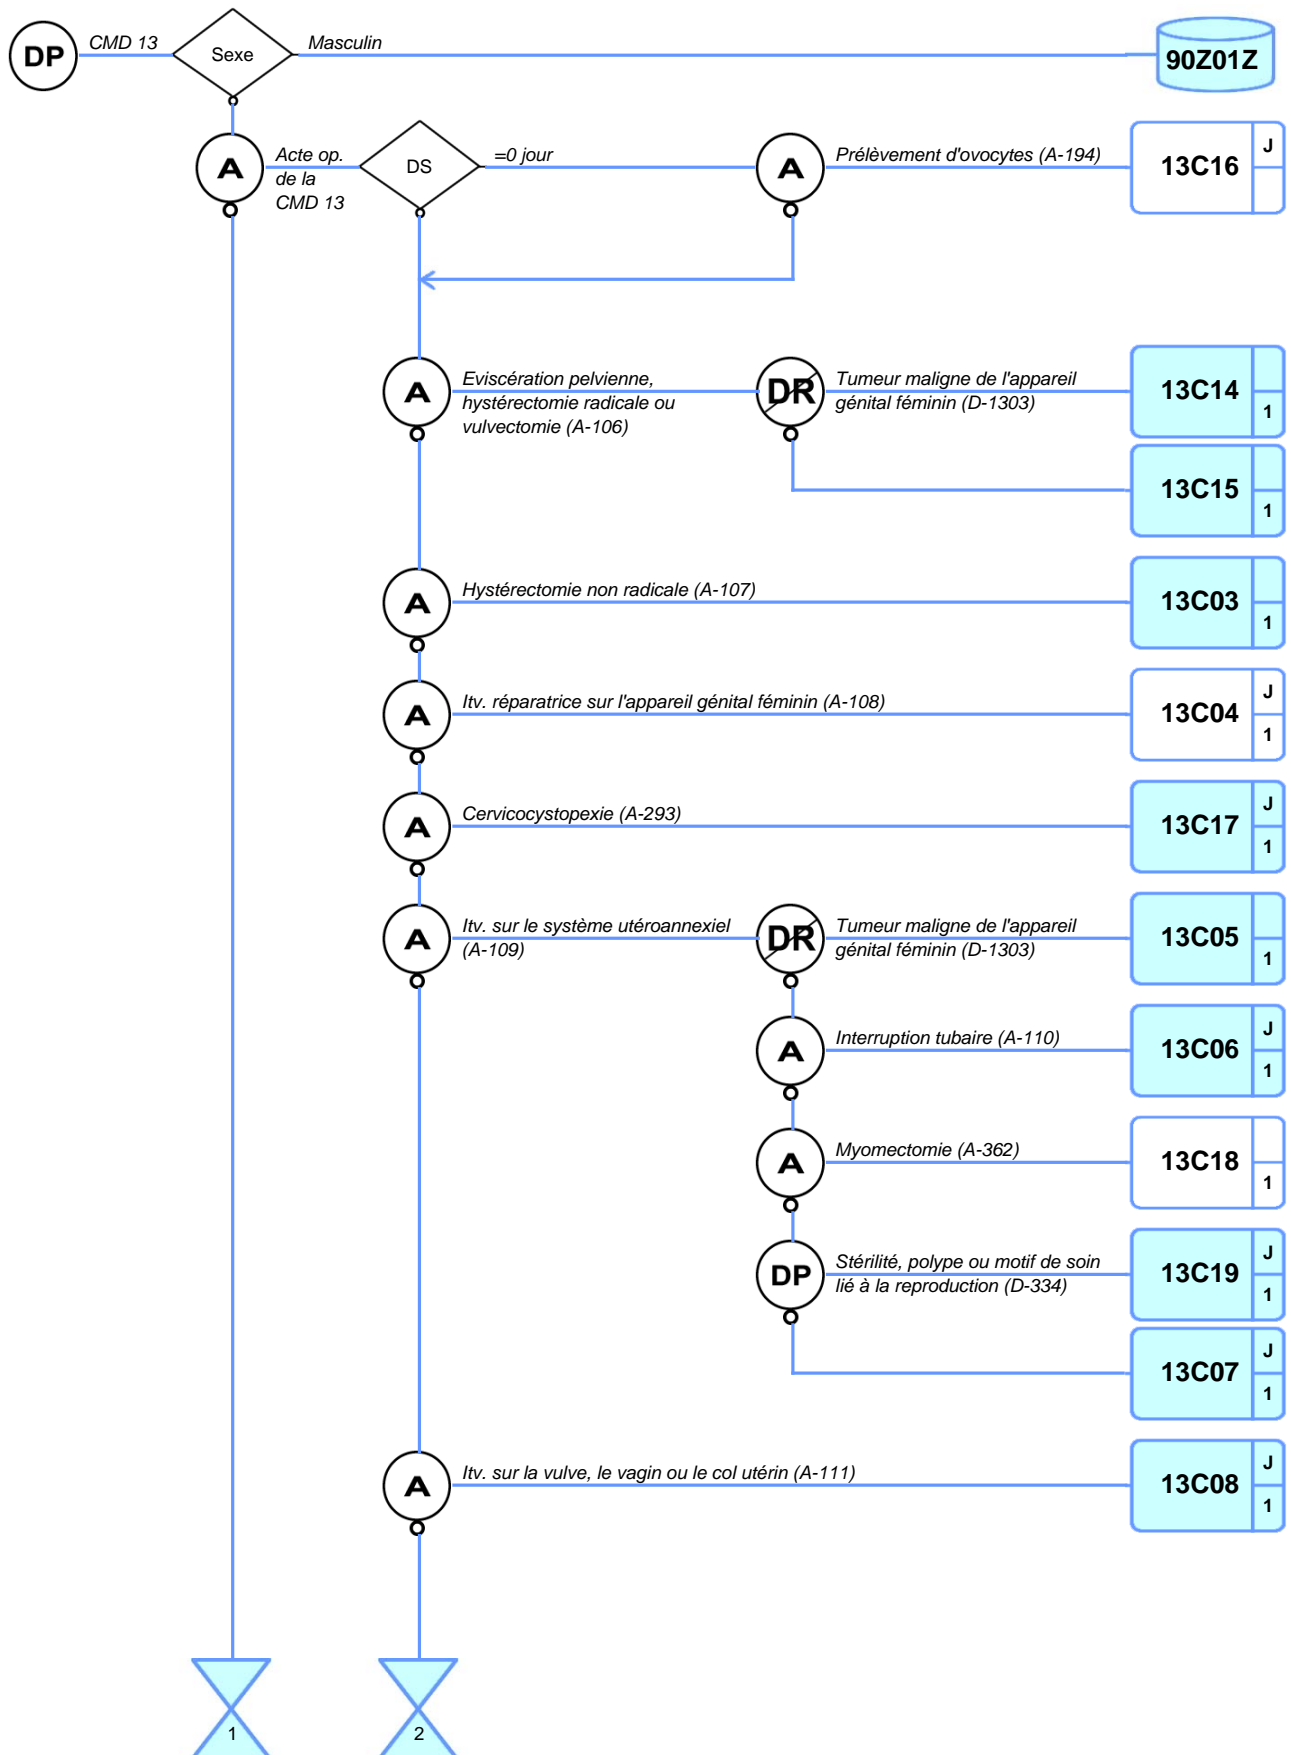 DP
CMD 13
Sexe
Masculin
90Z01Z
A
Acte op.
de la
CMD 13
DS
=0 jour
A
Prélèvement d'ovocytes (A-194)
13C16
J
A
Eviscération pelvienne,
hystérectomie radicale ou
vulvectomie (A-106)
DR
Tumeur maligne de l'appareil
génital féminin (D-1303)
13C14
1
13C15
1
A
Hystérectomie non radicale (A-107)
13C03
1
A
Itv. réparatrice sur l'appareil génital féminin (A-108)
13C04
J
1
A
Cervicocystopexie (A-293)
13C17
J
1
A
Itv. sur le système utéroannexiel
(A-109)
DR
Tumeur maligne de l'appareil
génital féminin (D-1303)
13C05
1
A
Interruption tubaire (A-110)
13C06
J
1
A
Myomectomie (A-362)
13C18
1
DP
Stérilité, polype ou motif de soin
lié à la reproduction (D-334)
13C19
J
1
13C07
J
1
A
Itv. sur la vulve, le vagin ou le col utérin (A-111)
13C08
J
1
1
2